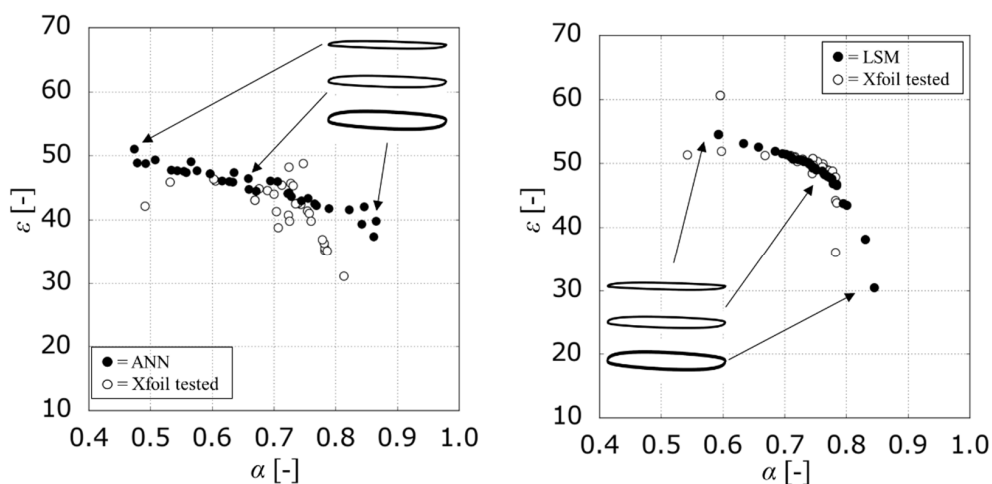 70
60
50
40
30
20
10
ε [-]
● = ANN
○ = Xfoil tested
0.4 0.5 0.6 0.7 0.8 0.9 1.0
α [-]
70
60
50
40
30
20
10
ε [-]
● = LSM
○ = Xfoil tested
0.4 0.5 0.6 0.7 0.8 0.9 1.0
α [-]